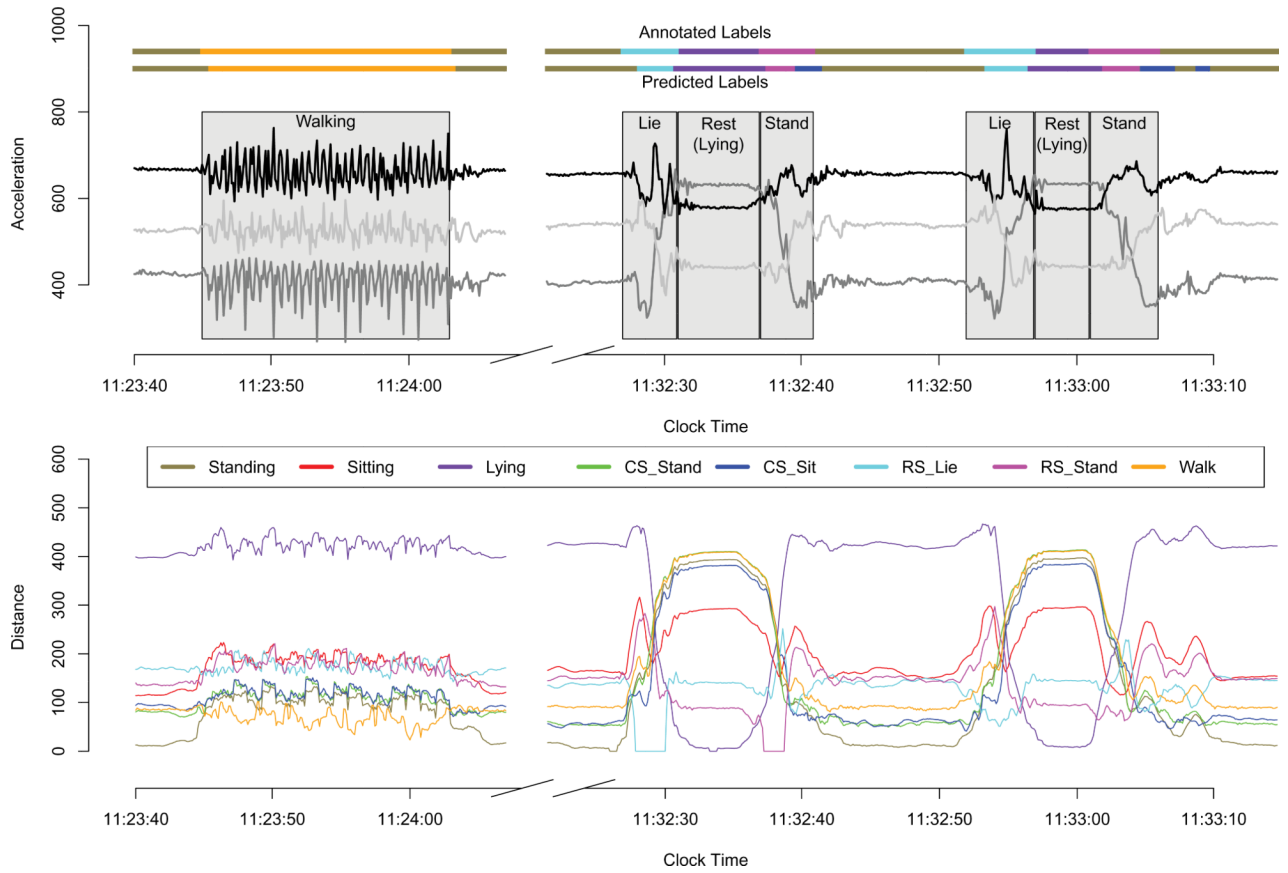 1000
Annotated Labels
Predicted Labels
800
Walking
Lie
Rest
(Lying)
Stand
Lie
Rest
(Lying)
Stand
Acceleration
600
400
11:23:40 11:23:50 11:24:00 11:32:30 11:32:40 11:32:50 11:33:00 11:33:10
Clock Time
Standing Sitting Lying CS_Stand CS_Sit RS_Lie RS_Stand Walk
600
500
400
300
200
100
0
Distance
11:23:40 11:23:50 11:24:00 11:32:30 11:32:40 11:32:50 11:33:00 11:33:10
Clock Time